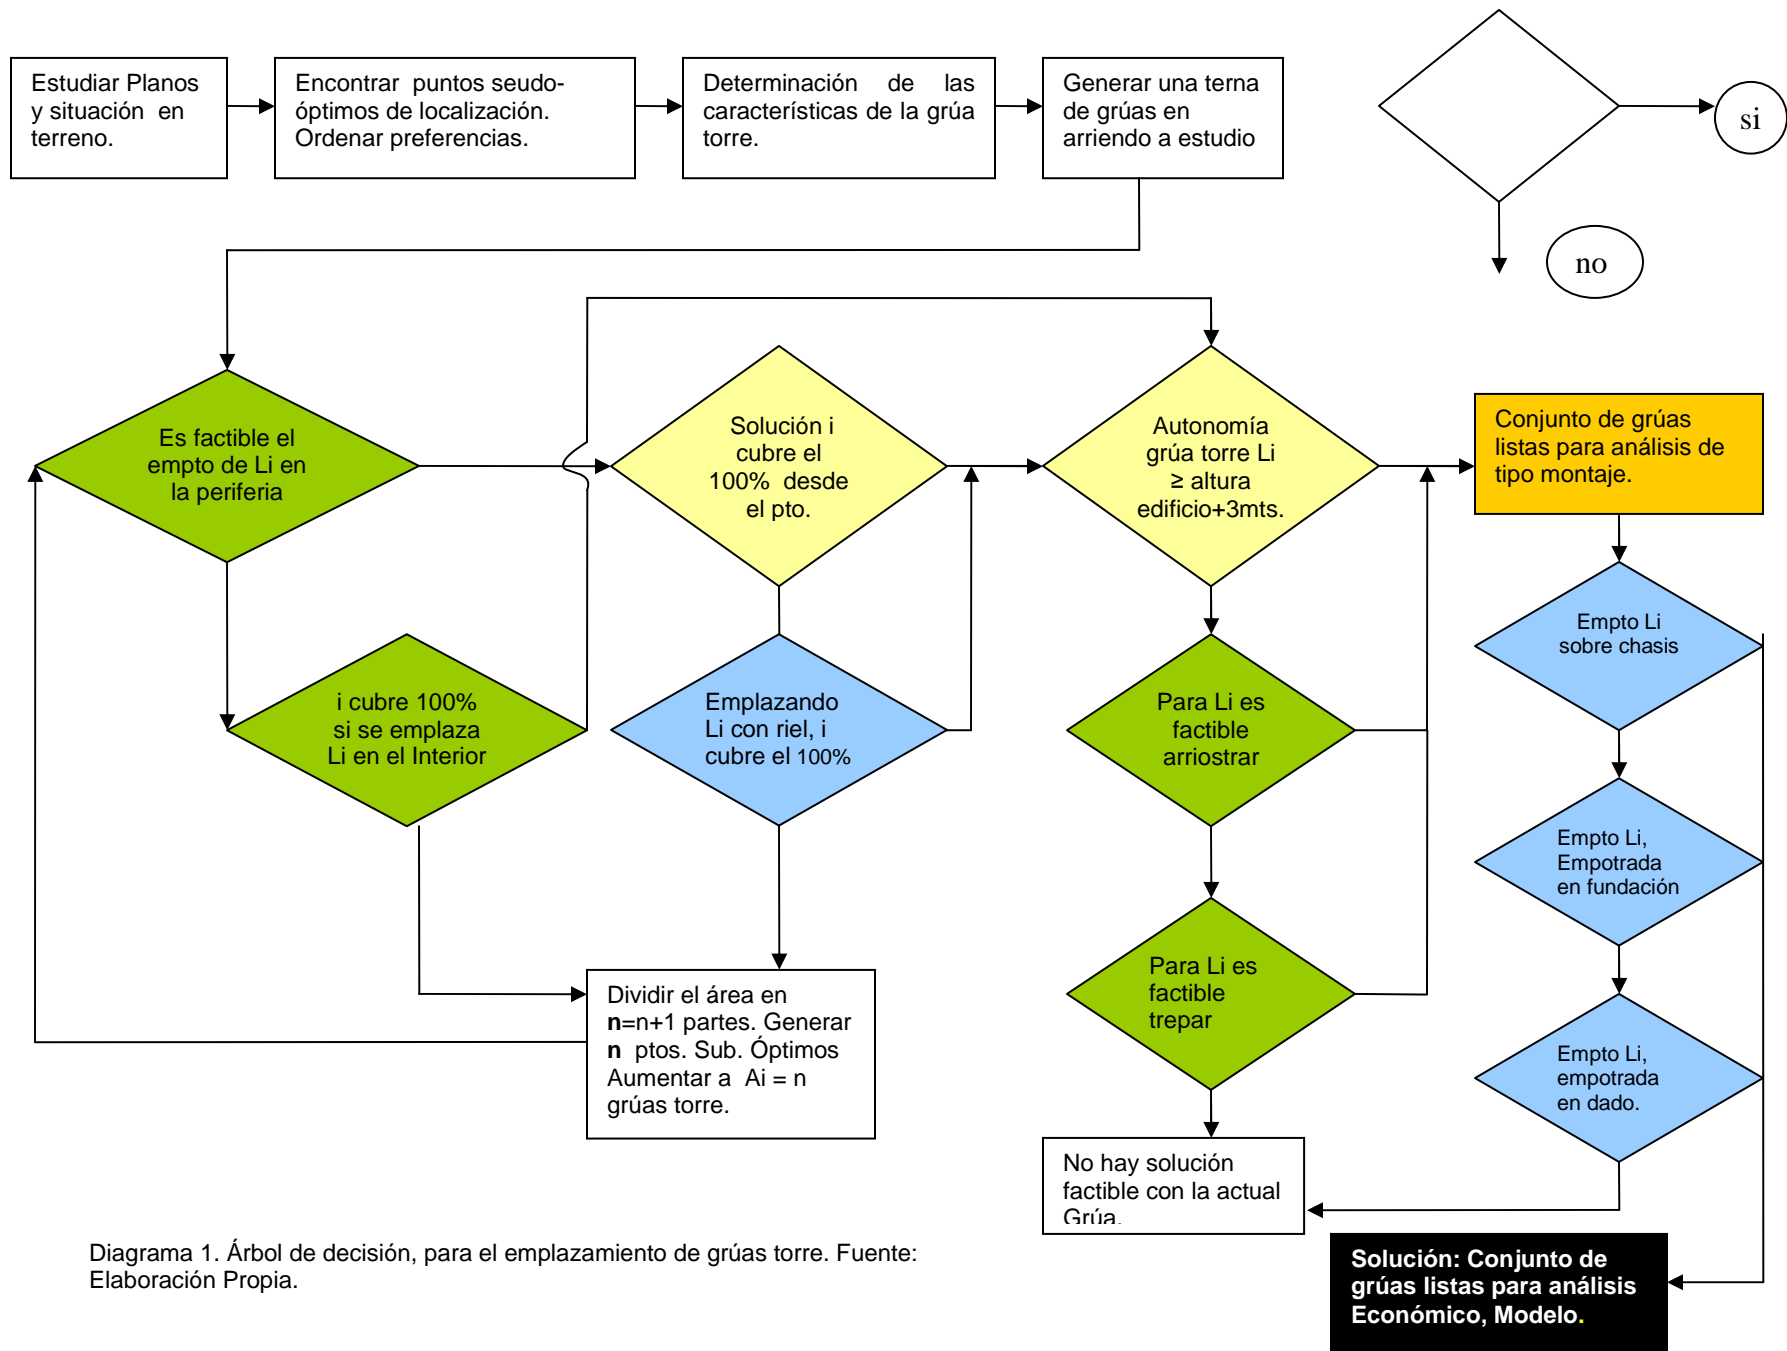 Estudiar Planos
y situación en
terreno.
Encontrar puntos seudo-
óptimos de localización.
Ordenar preferencias.
Determinación de las
características de la grúa
torre.
Generar una terna
de grúas en
arriendo a estudio
si
no
Es factible el
empto de Li en
la periferia
Solución i
cubre el
100% desde
el pto.
Autonomía
grúa torre Li
≥ altura
edificio+3mts.
Conjunto de grúas
listas para análisis de
tipo montaje.
Empto Li
sobre chasis
i cubre 100%
si se emplaza
Li en el Interior
Emplazando
Li con riel, i
cubre el 100%
Para Li es
factible
arriostrar
Empto Li,
Empotrada
en fundación
Dividir el área en
n=n+1 partes. Generar
n ptos. Sub. Óptimos
Aumentar a Ai = n
grúas torre.
Para Li es
factible
trepar
Empto Li,
empotrada
en dado.
No hay solución
factible con la actual
Grúa.
Solución: Conjunto de
grúas listas para análisis
Económico, Modelo.
Diagrama 1. Árbol de decisión, para el emplazamiento de grúas torre. Fuente:
Elaboración Propia.